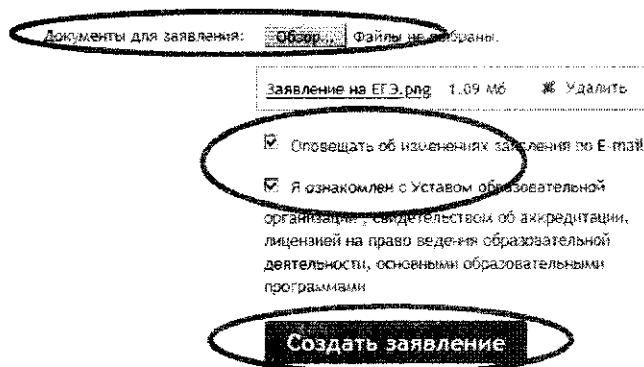 Документы для заявления: Обзор... Файлы не выбраны.
Заявление на ЕГЭ.png 1.09 Мб ✖ Удалить
Оповещать об изменениях заявления по E-mail
Я ознакомлен с Уставом образовательной
организации, свидетельством об аккредитации,
лицензией на право ведения образовательной
деятельности, основными образовательными
программами
Создать заявление